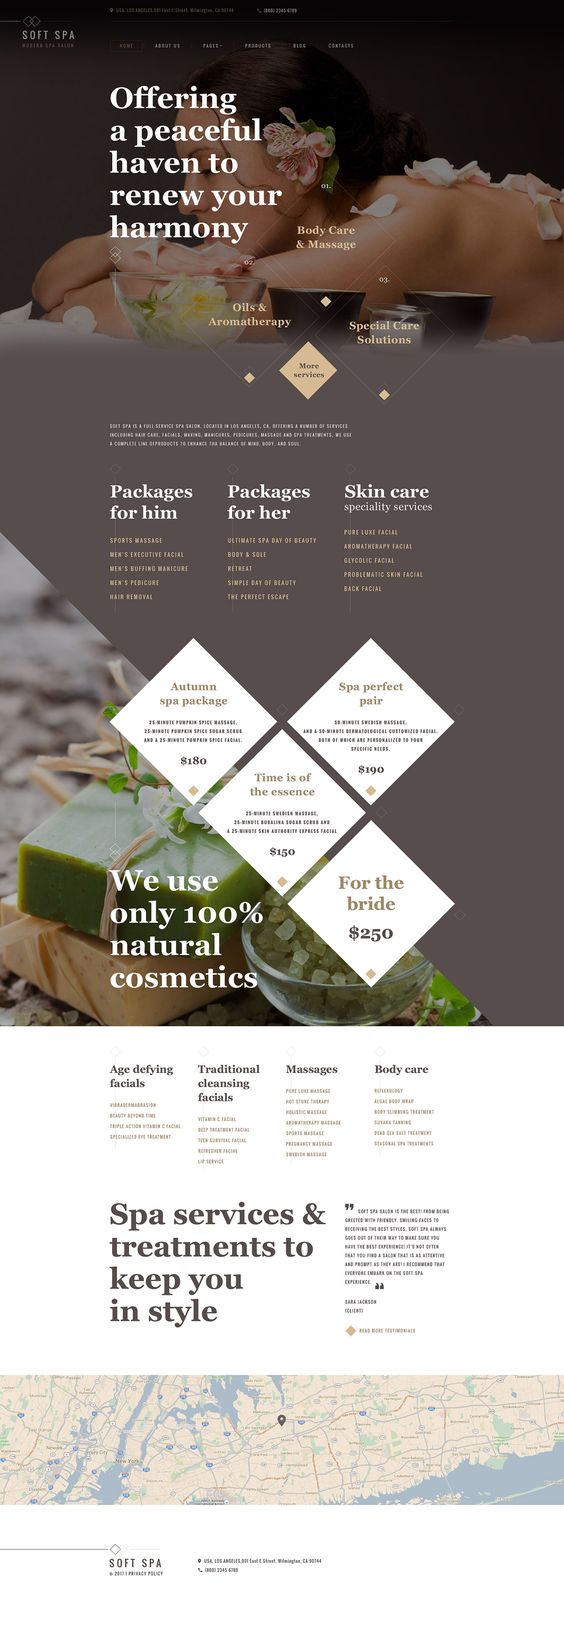 USA, LOS ANGELES,901 East E Street, Wilmington, CA 90744
(800) 2345 6789
SOFT SPA
MODERN SPA SALON
HOME
ABOUT US
PAGES
PRODUCTS
BLOG
CONTACTS
Offering
a peaceful
haven to
renew your
harmony
01.
Body Care
& Massage
02.
Oils &
Aromatherapy
03.
Special Care
Solutions
More
services
SOFT SPA IS A FULL-SERVICE SPA SALON, LOCATED IN LOS ANGELES, CA, OFFERING A NUMBER OF SERVICES
INCLUDING HAIR CARE, FACIALS, WAXING, MANICURES, PEDICURES, MASSAGE AND SPA TREATMENTS, WE USE
A COMPLETE LINE OFPRODUCTS TO ENHANCE THA BALANCE OF MIND, BODY, AND SOUL.
Packages
for him
SPORTS MASSAGE
MEN'S EXECUTIVE FACIAL
MEN'S BUFFING MANICURE
MEN'S PEDICURE
HAIR REMOVAL
Packages
for her
ULTIMATE SPA DAY OF BEAUTY
BODY & SOLE
RETREAT
SIMPLE DAY OF BEAUTY
THE PERFECT ESCAPE
Skin care
speciality services
PURE LUXE FACIAL
AROMATHERAPY FACIAL
GLYCOLIC FACIAL
PROBLEMATIC SKIN FACIAL
BACK FACIAL
Autumn
spa package
25-MINUTE PUMPKIN SPICE MASSAGE,
25-MINUTE PUMPKIN SPICE SUGAR SCRUB
AND A 25-MINUTE PUMPKIN SPICE FACIAL.
$180
Spa perfect
pair
50-MINUTE SWEDISH MASSAGE,
AND A 50-MINUTE DERMATOLOGICAL CUSTOMIZED FACIAL.
BOTH OF WHICH ARE PERSONALIZED TO YOUR
SPECIFIC NEEDS.
$190
Time is of
the essence
25-MINUTE SWEDISH MASSAGE,
25-MINUTE BUBALINA SUGAR SCRUB AND
A 25-MINUTE SKIN AUTHORITY EXPRESS FACIAL
$150
For the
bride
$250
We use
only 100%
natural
cosmetics
Age defying
facials
VIBRADERMABRASION
BEAUTY BEYOND TIME
TRIPLE ACTION VITAMIN C FACIAL
SPECIALIZED EYE TREATMENT
Traditional
cleansing
facials
VITAMIN C FACIAL
DEEP TREATMENT FACIAL
TEEN SURVIVAL FACIAL
REFRESHER FACIAL
LIP SERVICE
Massages
PURE LUXE MASSAGE
HOT STONE THERAPY
HOLISTIC MASSAGE
AROMATHERAPY MASSAGE
SPORTS MASSAGE
PREGNANCY MASSAGE
SWEDISH MASSAGE
Body care
REFLEXOLOGY
ALGAE BODY WRAP
BODY SLIMMING TREATMENT
SUVARA TANNING
DEAD SEA SALT TREATMENT
SEASONAL SPA TREATMENTS
Spa services &
treatments to
keep you
in style
SOFT SPA SALON IS THE BEST! FROM BEING
GREETED WITH FRIENDLY, SMILING FACES TO
RECEIVING THE BEST STYLES, SOFT SPA ALWAYS
GOES OUT OF THEIR WAY TO MAKE SURE YOU
HAVE THE BEST EXPERIENCE! IT'S NOT OFTEN
THAT YOU FIND A SALON THAT IS AS ATTENTIVE
AND PROMPT AS THEY ARE! I RECOMMEND THAT
EVERYONE EMBARK ON THE SOFT SPA
EXPERIENCE.
SARA JACKSON
(CLIENT)
READ MORE TESTIMONIALS
Newark
New York
SOFT SPA
© 2017 | PRIVACY POLICY
USA, LOS ANGELES,901 East E Street, Wilmington, CA 90744
(800) 2345 6789